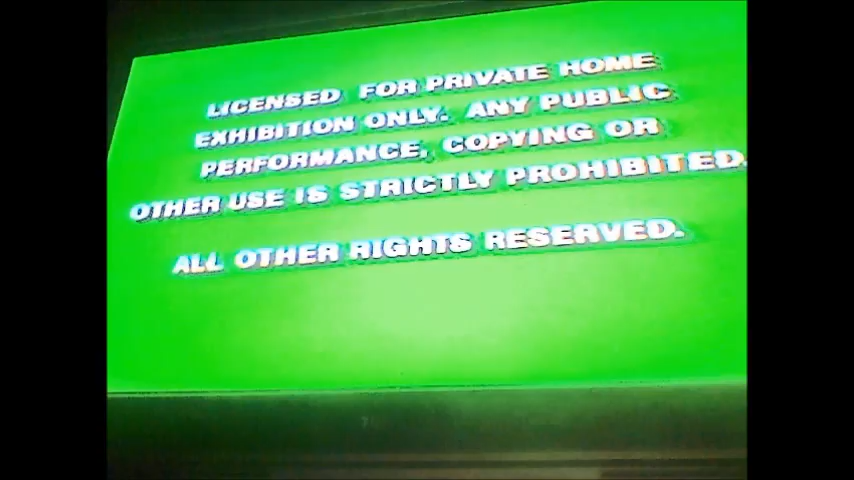 LICENSED FOR PRIVATE HOME
EXHIBITION ONLY. ANY PUBLIC
PERFORMANCE, COPYING OR
OTHER USE IS STRICTLY PROHIBITED.
ALL OTHER RIGHTS RESERVED.